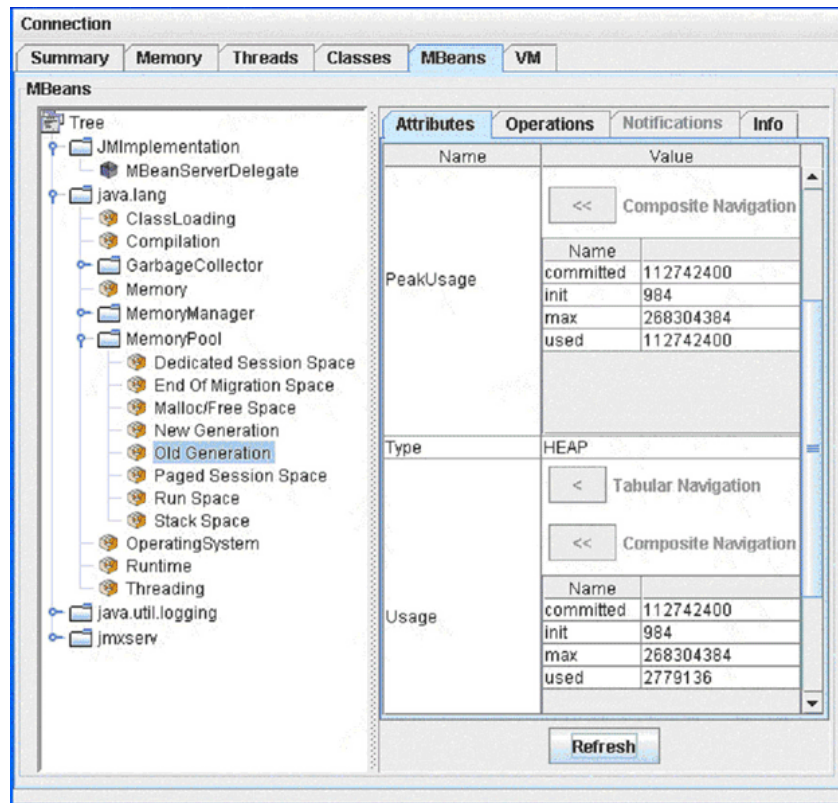 Connection
Summary Memory Threads Classes MBeans VM
MBeans
Tree
JMImplementation
MBeanServerDelegate
java.lang
ClassLoading
Compilation
GarbageCollector
Memory
MemoryManager
MemoryPool
Dedicated Session Space
End Of Migration Space
Malloc/Free Space
New Generation
Old Generation
Paged Session Space
Run Space
Stack Space
OperatingSystem
Runtime
Threading
java.util.logging
jmxserv
Attributes Operations Notifications Info
Name Value
<< Composite Navigation
Name
PeakUsage
committed 112742400
init 984
max 268304384
used 112742400
Type HEAP
< Tabular Navigation
<< Composite Navigation
Name
Usage
committed 112742400
init 984
max 268304384
used 2779136
Refresh